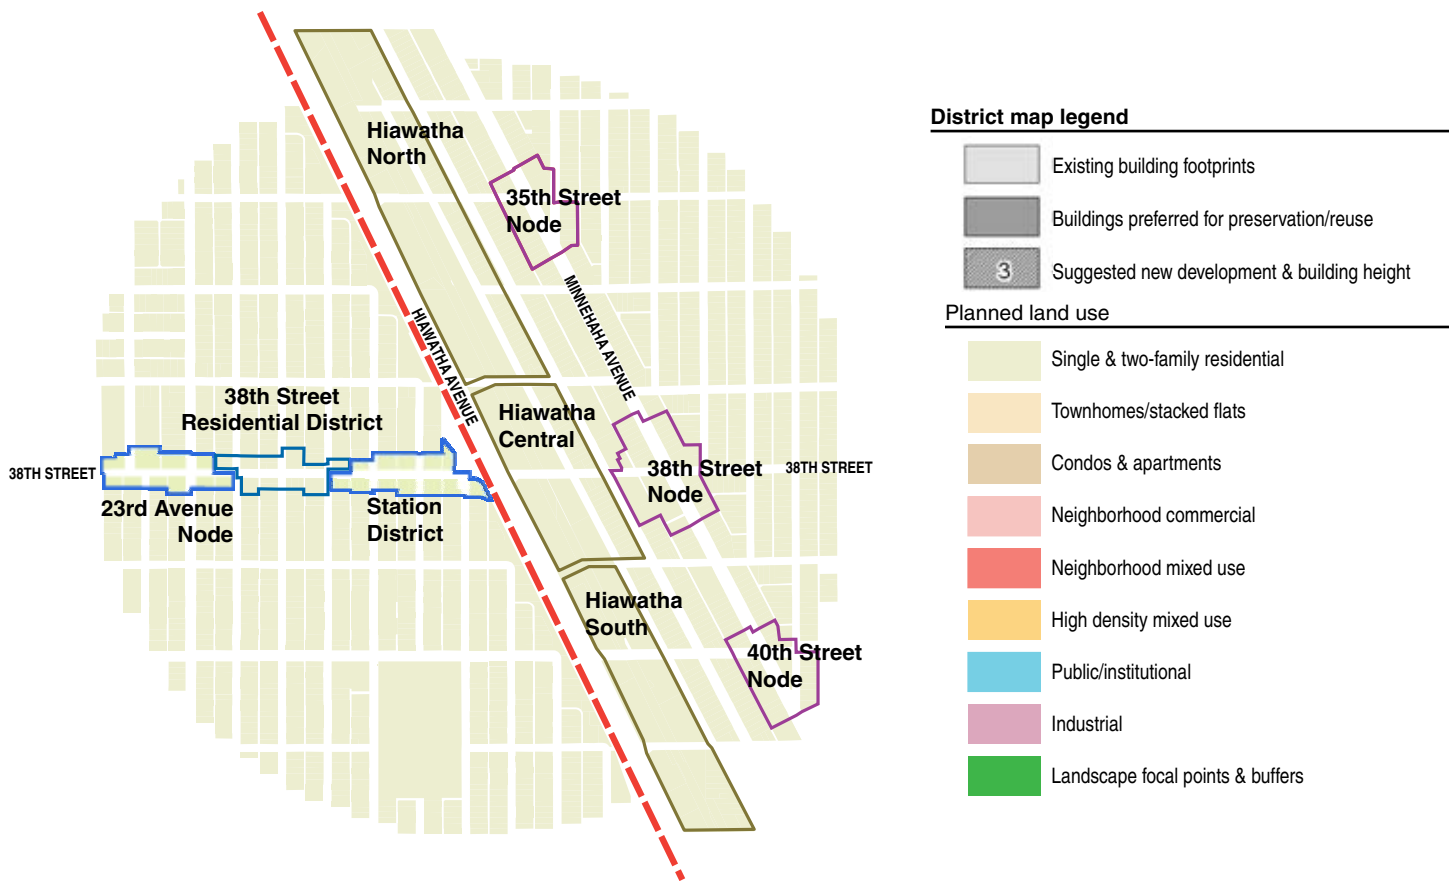 Hiawatha
North
35th Street
Node
MINNEHAHA AVENUE
HIAWATHA AVENUE
38th Street
Residential District
Hiawatha
Central
38TH STREET
38th Street
Node
38TH STREET
23rd Avenue
Node
Station
District
Hiawatha
South
40th Street
Node
District map legend
Existing building footprints
Buildings preferred for preservation/reuse
3
Suggested new development & building height
Planned land use
Single & two-family residential
Townhomes/stacked flats
Condos & apartments
Neighborhood commercial
Neighborhood mixed use
High density mixed use
Public/institutional
Industrial
Landscape focal points & buffers